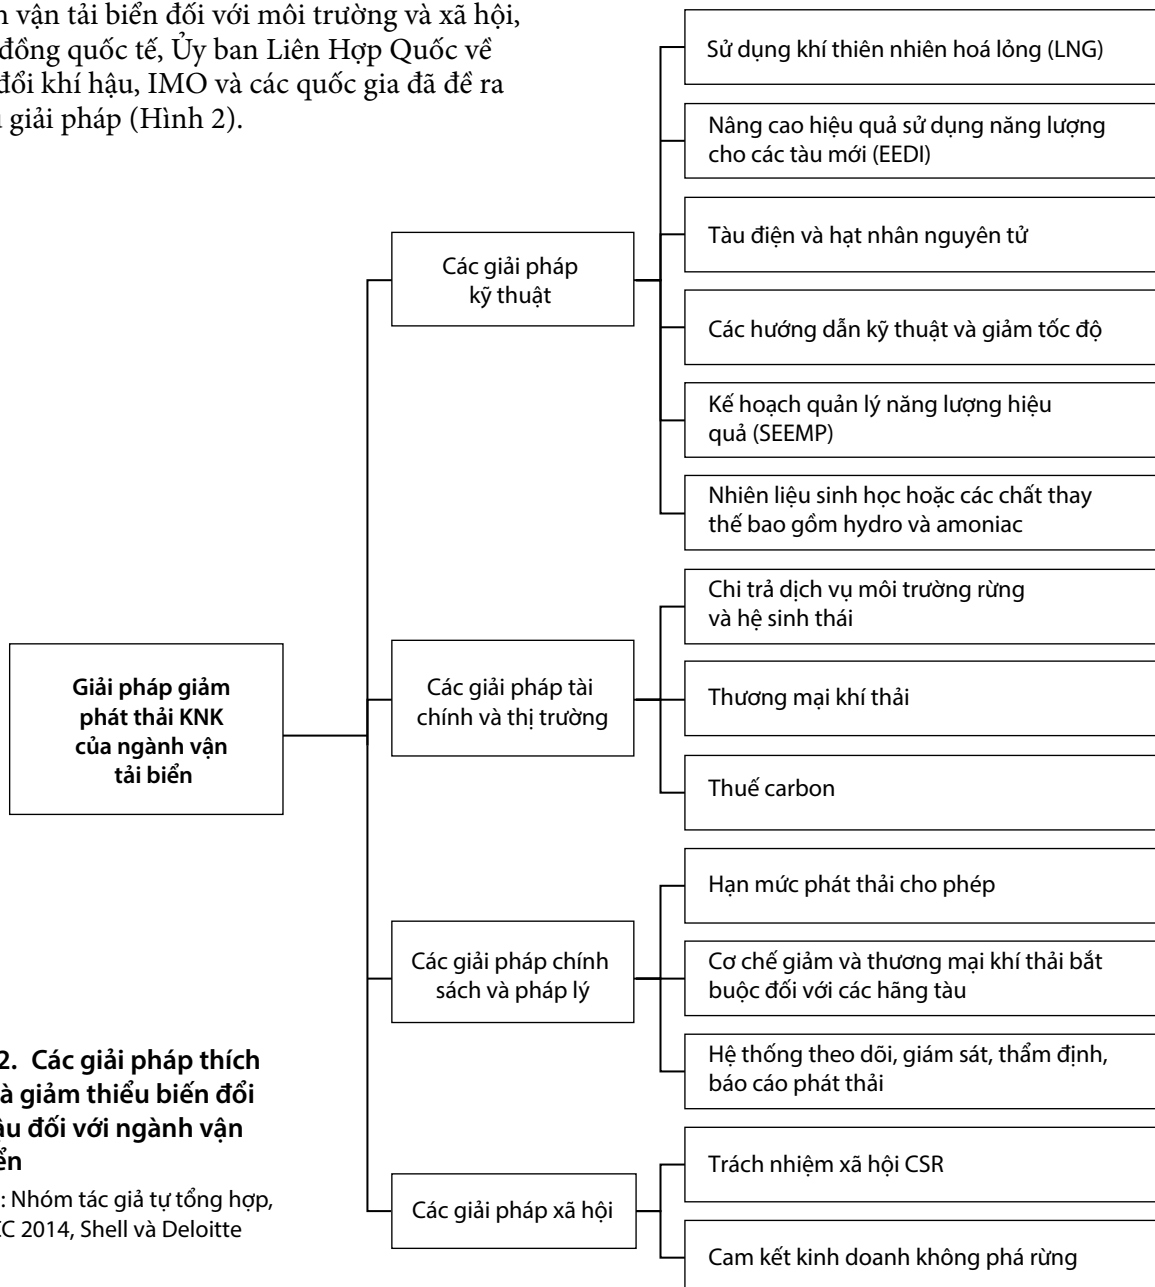 vận tải biển đối với môi trường và xã hội,
đồng quốc tế, Ủy ban Liên Hợp Quốc về
đổi khí hậu, IMO và các quốc gia đã đề ra
giải pháp (Hình 2).
Giải pháp giảm
phát thải KNK
của ngành vận
tải biển
Các giải pháp
kỹ thuật
Sử dụng khí thiên nhiên hoá lỏng (LNG)
Nâng cao hiệu quả sử dụng năng lượng
cho các tàu mới (EEDI)
Tàu điện và hạt nhân nguyên tử
Các hướng dẫn kỹ thuật và giảm tốc độ
Kế hoạch quản lý năng lượng hiệu
quả (SEEMP)
Nhiên liệu sinh học hoặc các chất thay
thế bao gồm hydro và amoniac
Các giải pháp tài
chính và thị trường
Chi trả dịch vụ môi trường rừng
và hệ sinh thái
Thương mại khí thải
Thuế carbon
Các giải pháp chính
sách và pháp lý
Hạn mức phát thải cho phép
Cơ chế giảm và thương mại khí thải bắt
buộc đối với các hãng tàu
Hệ thống theo dõi, giám sát, thẩm định,
báo cáo phát thải
Các giải pháp xã hội
Trách nhiệm xã hội CSR
Cam kết kinh doanh không phá rừng
2. Các giải pháp thích
à giảm thiểu biến đổi
ậu đối với ngành vận
ển
: Nhóm tác giả tự tổng hợp,
C 2014, Shell và Deloitte